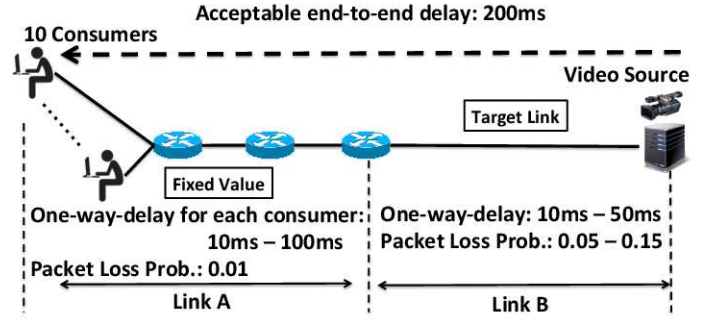 Acceptable end-to-end delay: 200ms
10 Consumers
Video Source
Target Link
Fixed Value
One-way-delay for each consumer:
10ms – 100ms
Packet Loss Prob.: 0.01
One-way-delay: 10ms – 50ms
Packet Loss Prob.: 0.05 – 0.15
Link A
Link B